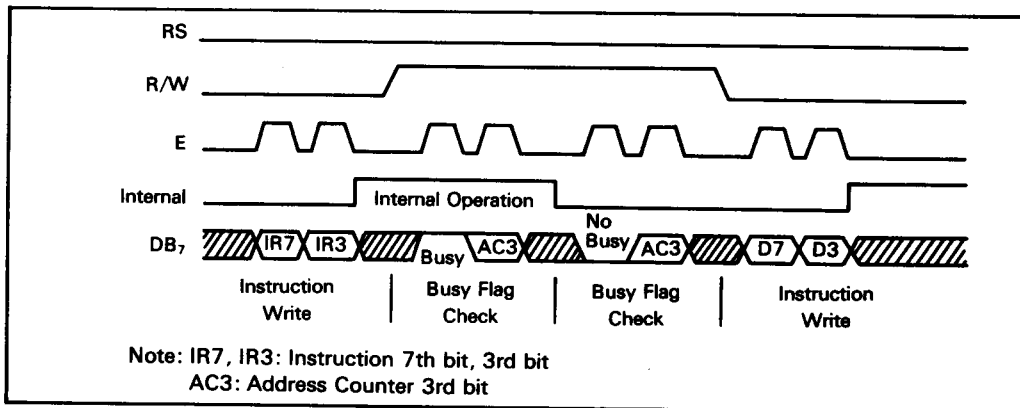 RS
R/W
E
Internal
Internal Operation
No
Busy
DB7
IR7 IR3 Busy AC3 AC3 D7 D3
Instruction
Write
Busy Flag
Check
Busy Flag
Check
Instruction
Write
Note: IR7, IR3: Instruction 7th bit, 3rd bit
AC3: Address Counter 3rd bit